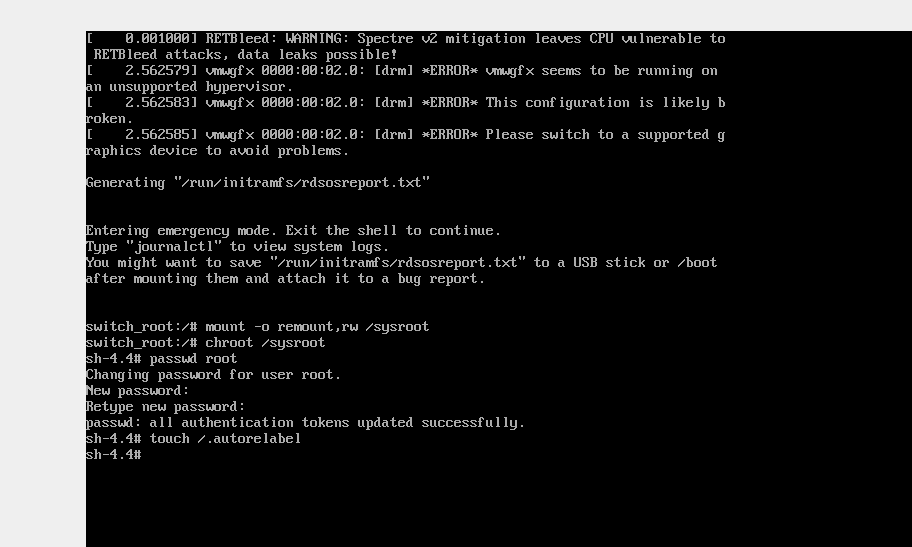 [    0.001000] RETBleed: WARNING: Spectre v2 mitigation leaves CPU vulnerable to
 RETBleed attacks, data leaks possible!
[    2.562579] vmwgfx 0000:00:02.0: [drm] *ERROR* vmwgfx seems to be running on
an unsupported hypervisor.
[    2.562583] vmwgfx 0000:00:02.0: [drm] *ERROR* This configuration is likely b
roken.
[    2.562585] vmwgfx 0000:00:02.0: [drm] *ERROR* Please switch to a supported g
raphics device to avoid problems.
Generating "/run/initramfs/rdsosreport.txt"
Entering emergency mode. Exit the shell to continue.
Type "journalctl" to view system logs.
You might want to save "/run/initramfs/rdsosreport.txt" to a USB stick or /boot
after mounting them and attach it to a bug report.
switch_root:/# mount -o remount,rw /sysroot
switch_root:/# chroot /sysroot
sh-4.4# passwd root
Changing password for user root.
New password:
Retype new password:
passwd: all authentication tokens updated successfully.
sh-4.4# touch /.autorelabel
sh-4.4#